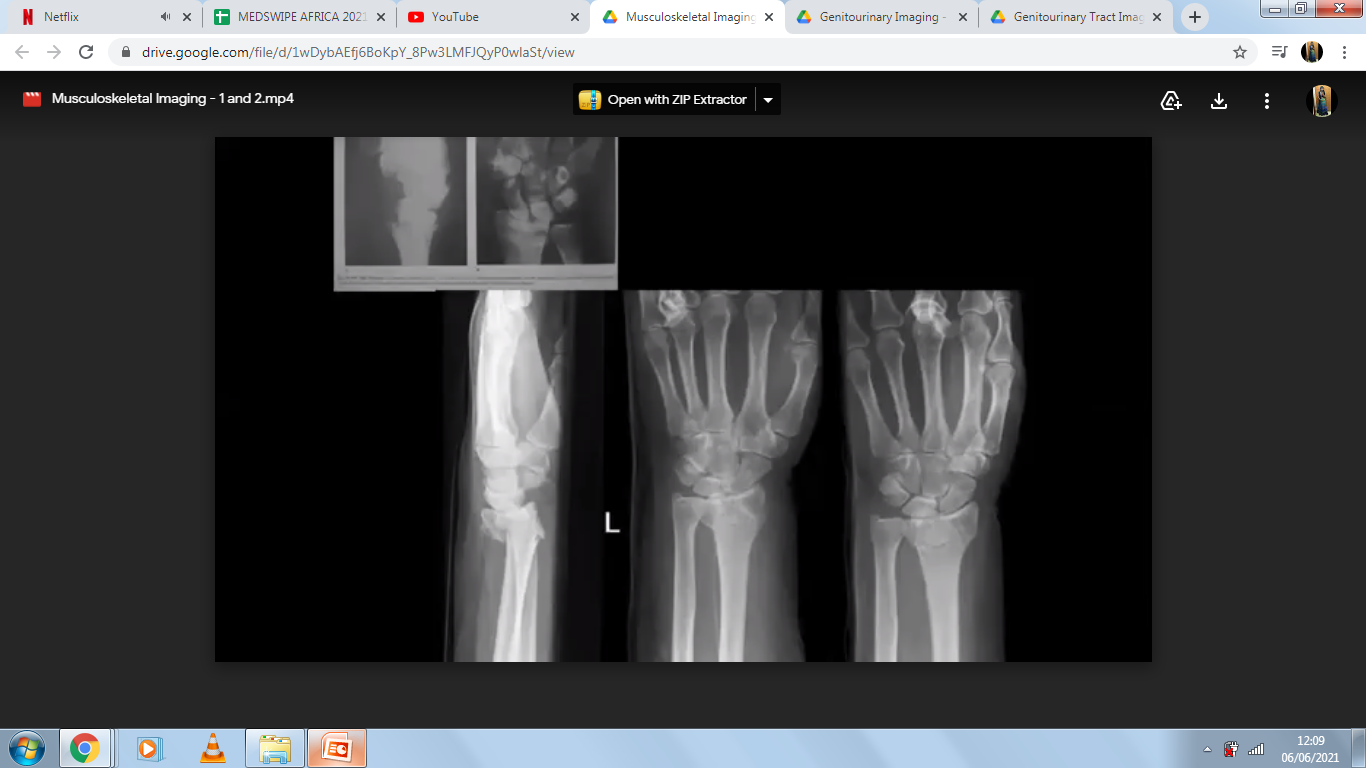 Netflix
MEDSWIPE AFRICA 2021
YouTube
Musculoskeletal Imaging
Genitourinary Imaging -
Genitourinary Tract Imag
drive.google.com/file/d/1wDybAEfj6BoKpY_8Pw3LMFJQyP0wlaSt/view
Musculoskeletal Imaging - 1 and 2.mp4
Open with ZIP Extractor
L
12:09
06/06/2021